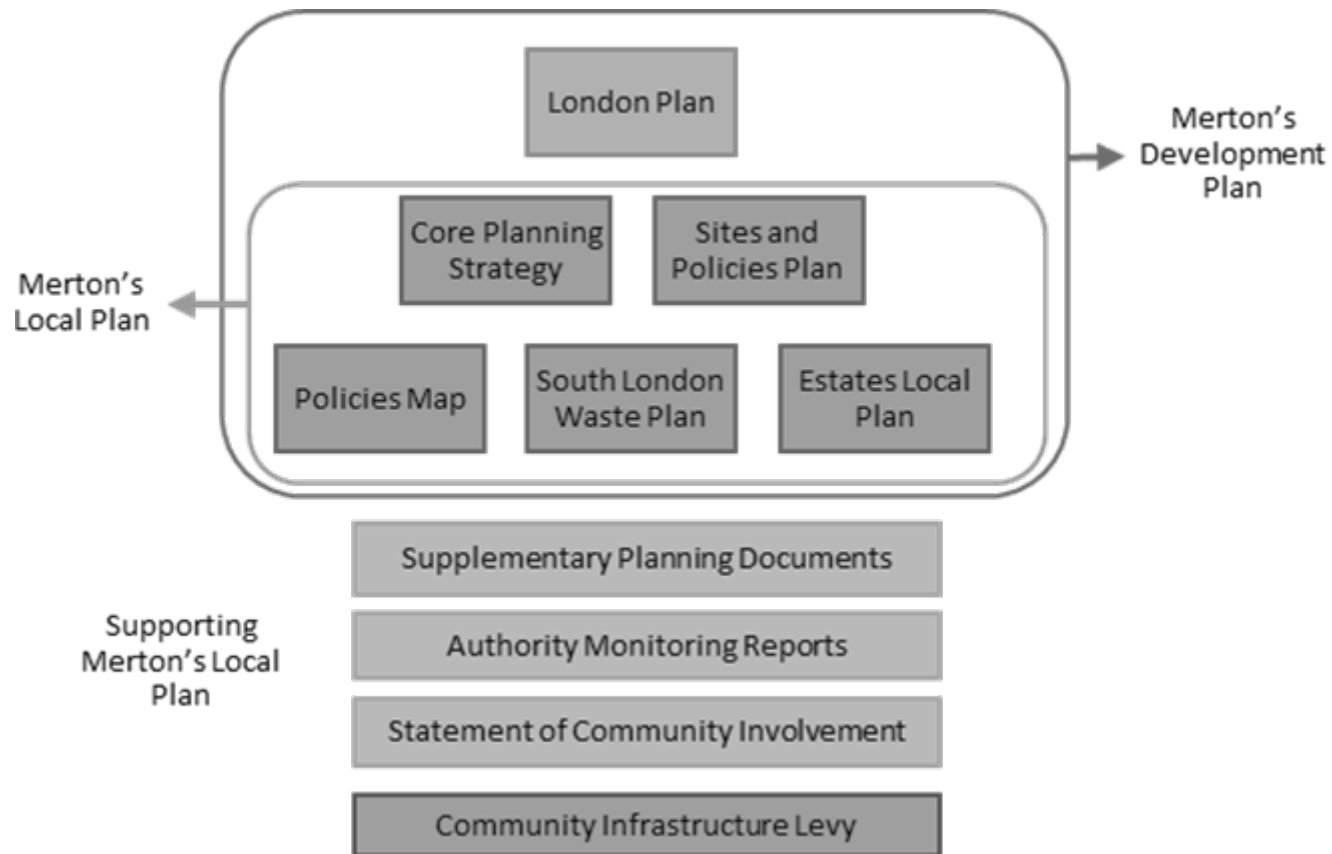 London Plan
Merton's
Development
Plan
Core Planning
Strategy
Sites and
Policies Plan
Merton's
Local Plan
Policies Map
South London
Waste Plan
Estates Local
Plan
Supplementary Planning Documents
Supporting
Merton's Local
Plan
Authority Monitoring Reports
Statement of Community Involvement
Community Infrastructure Levy